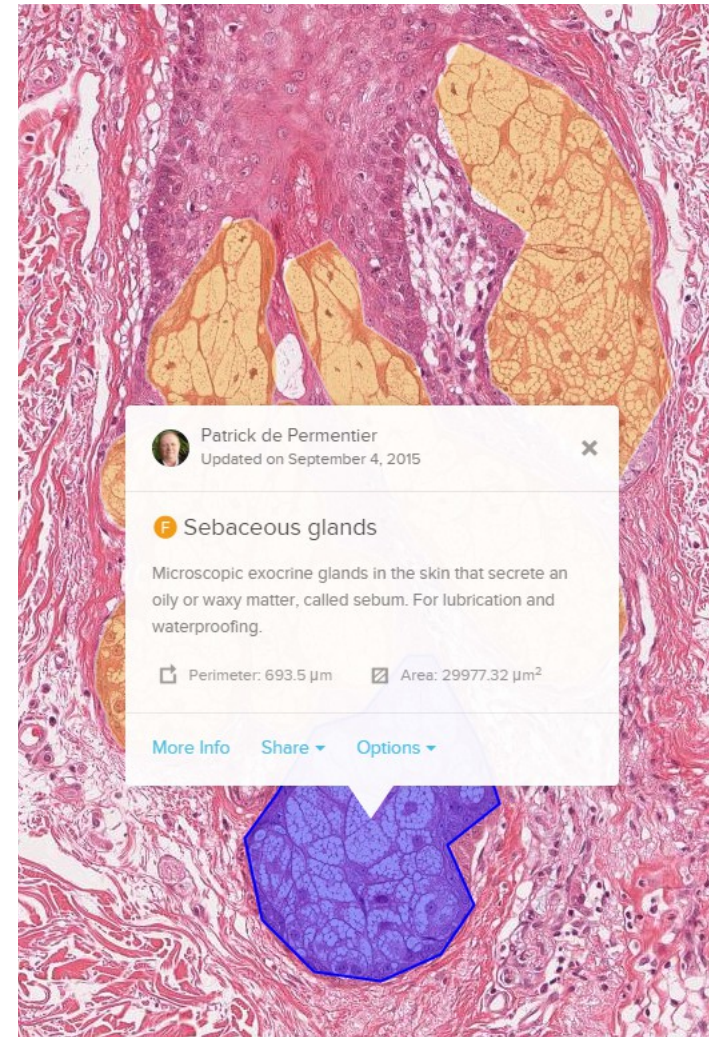 Patrick de Permentier
Updated on September 4, 2015
F Sebaceous glands
Microscopic exocrine glands in the skin that secrete an
oily or waxy matter, called sebum. For lubrication and
waterproofing.
Perimeter: 693.5 µm Area: 29977.32 µm²
More Info Share Options